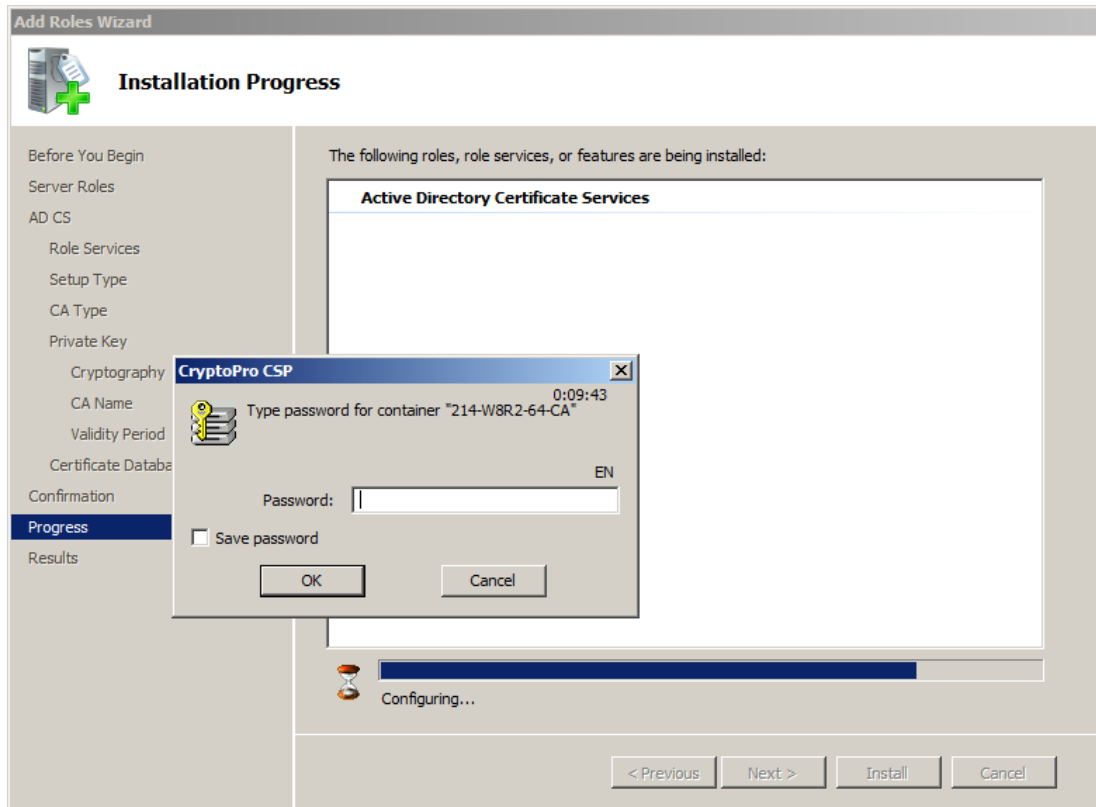 Add Roles Wizard
Installation Progress
Before You Begin
Server Roles
AD CS
Role Services
Setup Type
CA Type
Private Key
Cryptography
CA Name
Validity Period
Certificate Databa
Confirmation
Progress
Results
The following roles, role services, or features are being installed:
Active Directory Certificate Services
CryptoPro CSP
0:09:43
Type password for container "214-W8R2-64-CA"
EN
Password:
Save password
OK Cancel
Configuring...
< Previous Next > Install Cancel